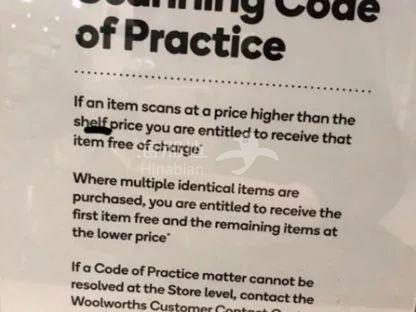 Scanning Code
of Practice
If an item scans at a price higher than the
shelf price you are entitled to receive that
item free of charge*
Where multiple identical items are
purchased, you are entitled to receive the
first item free and the remaining items at
the lower price*
If a Code of Practice matter cannot be
resolved at the Store level, contact the
Woolworths Customer Contact
Hinabian